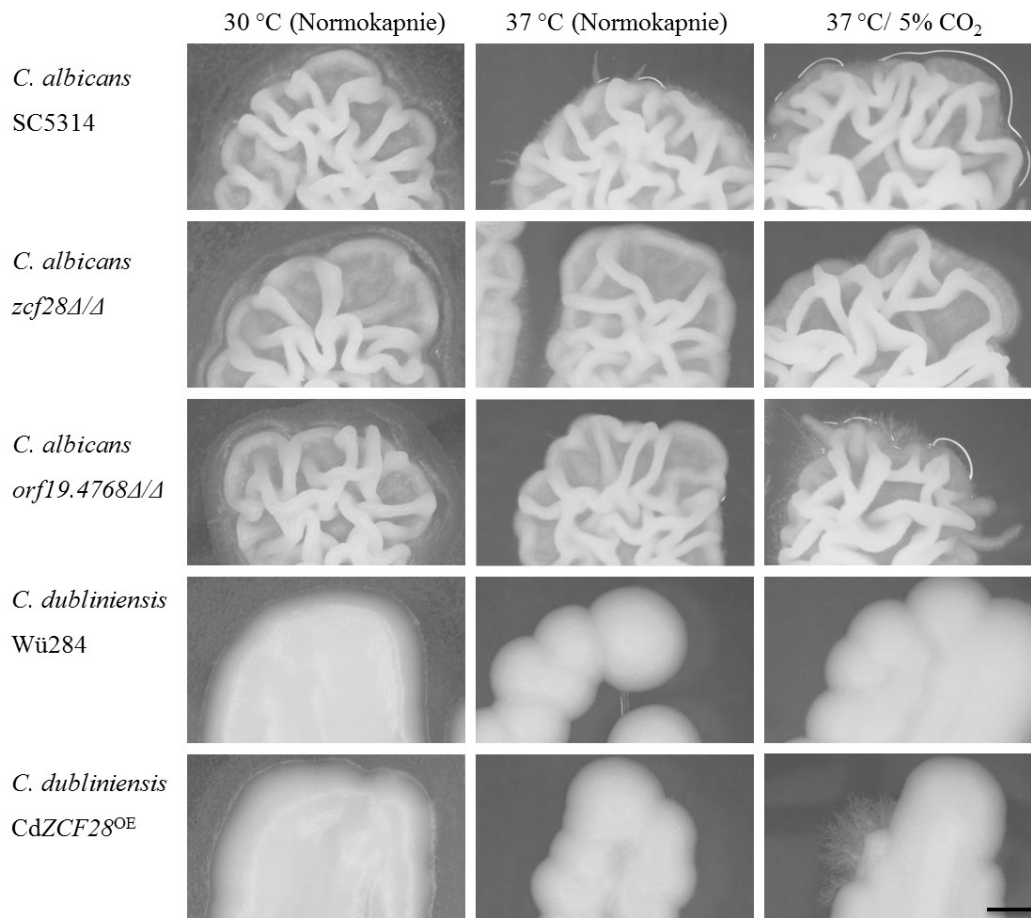 30 °C (Normokapnie) 37 °C (Normokapnie) 37 °C/ 5% CO₂
C. albicans
SC5314
C. albicans
zcf28Δ/Δ
C. albicans
orf19.4768Δ/Δ
C. dubliniensis
Wü284
C. dubliniensis
CdZCF28ᴼᴱ